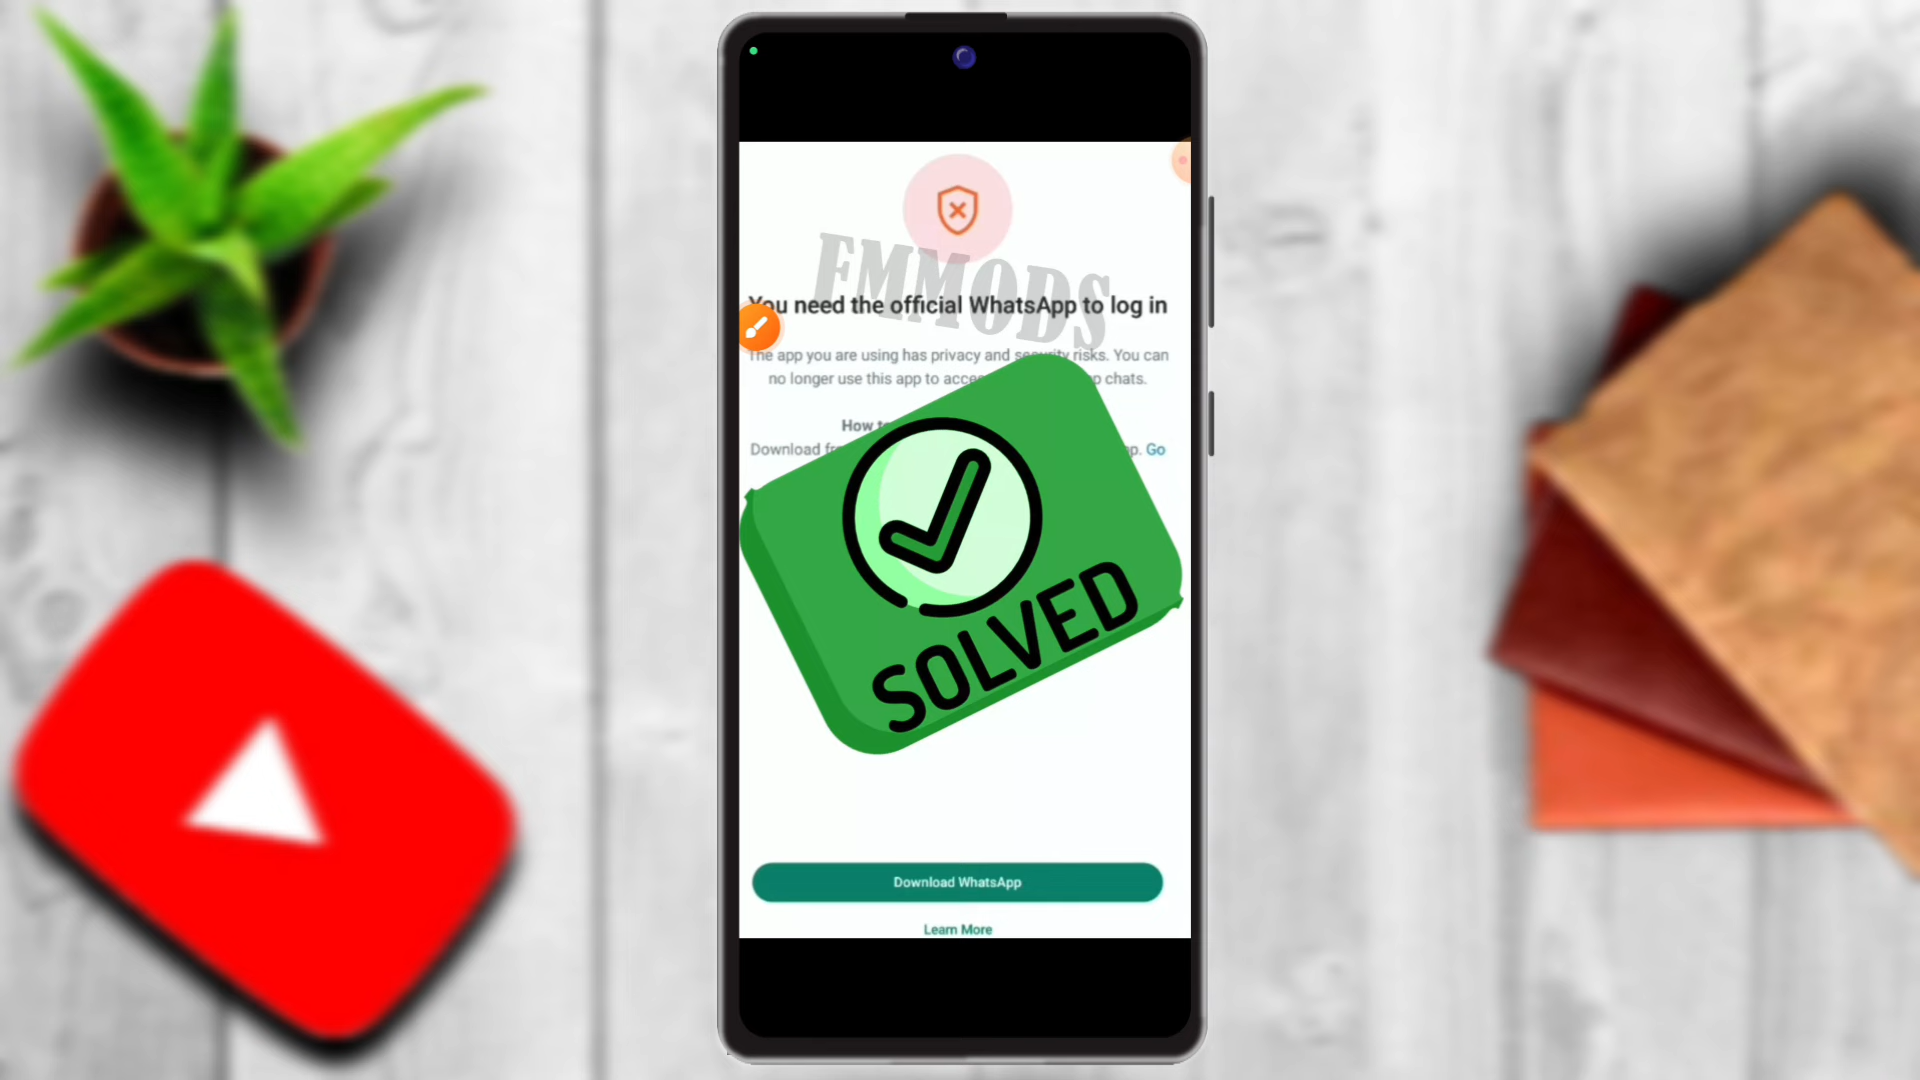 FMMODS
You need the official WhatsApp to log in
The app you are using has privacy and security risks. You can
no longer use this app to chats.
How
Download Go
SOLVED
Download WhatsApp
Learn More